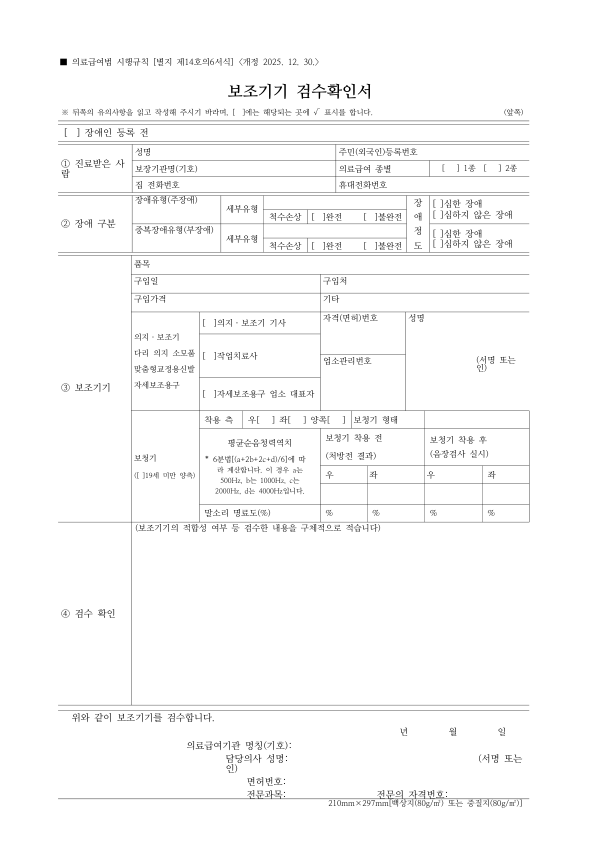 ■ 의료급여법 시행규칙 [별지 제14호의6서식] 〈개정 2025. 12. 30.〉
보조기기 검수확인서
※ 뒤쪽의 유의사항을 읽고 작성해 주시기 바라며, [ ]에는 해당되는 곳에 √ 표시를 합니다. (앞쪽)
[ ] 장애인 등록 전
① 진료받은 사람
성명 주민(외국인)등록번호
보장기관명(기호) 의료급여 종별 [ ] 1종 [ ] 2종
집 전화번호 휴대전화번호
② 장애 구분
장애유형(주장애) 세부유형
척수손상 [ ]완전 [ ]불완전
중복장애유형(부장애) 세부유형
척수손상 [ ]완전 [ ]불완전
장애정도
[ ]심한 장애
[ ]심하지 않은 장애
[ ]심한 장애
[ ]심하지 않은 장애
③ 보조기기
품목
구입일 구입처
구입가격 기타
의지ㆍ보조기
다리 의지 소모품
맞춤형교정용신발
자세보조용구
[ ]의지ㆍ보조기 기사
[ ]작업치료사
[ ]자세보조용구 업소 대표자
자격(면허)번호 성명
업소관리번호
(서명 또는
인)
보청기
([ ]19세 미만 양측)
착용 측 우[ ] 좌[ ] 양쪽[ ] 보청기 형태
평균순음청력역치
* 6분법[(a+2b+2c+d)/6]에 따
라 계산합니다. 이 경우 a는
500Hz, b는 1000Hz, c는
2000Hz, d는 4000Hz입니다.
보청기 착용 전
(처방전 결과)
보청기 착용 후
(음장검사 실시)
우 좌 우 좌
말소리 명료도(%) % % % %
④ 검수 확인
(보조기기의 적합성 여부 등 검수한 내용을 구체적으로 적습니다)
위와 같이 보조기기를 검수합니다.
년 월 일
의료급여기관 명칭(기호):
담당의사 성명: (서명 또는
인)
면허번호:
전문과목: 전문의 자격번호:
210mm×297mm[백상지(80g/㎡) 또는 중질지(80g/㎡)]